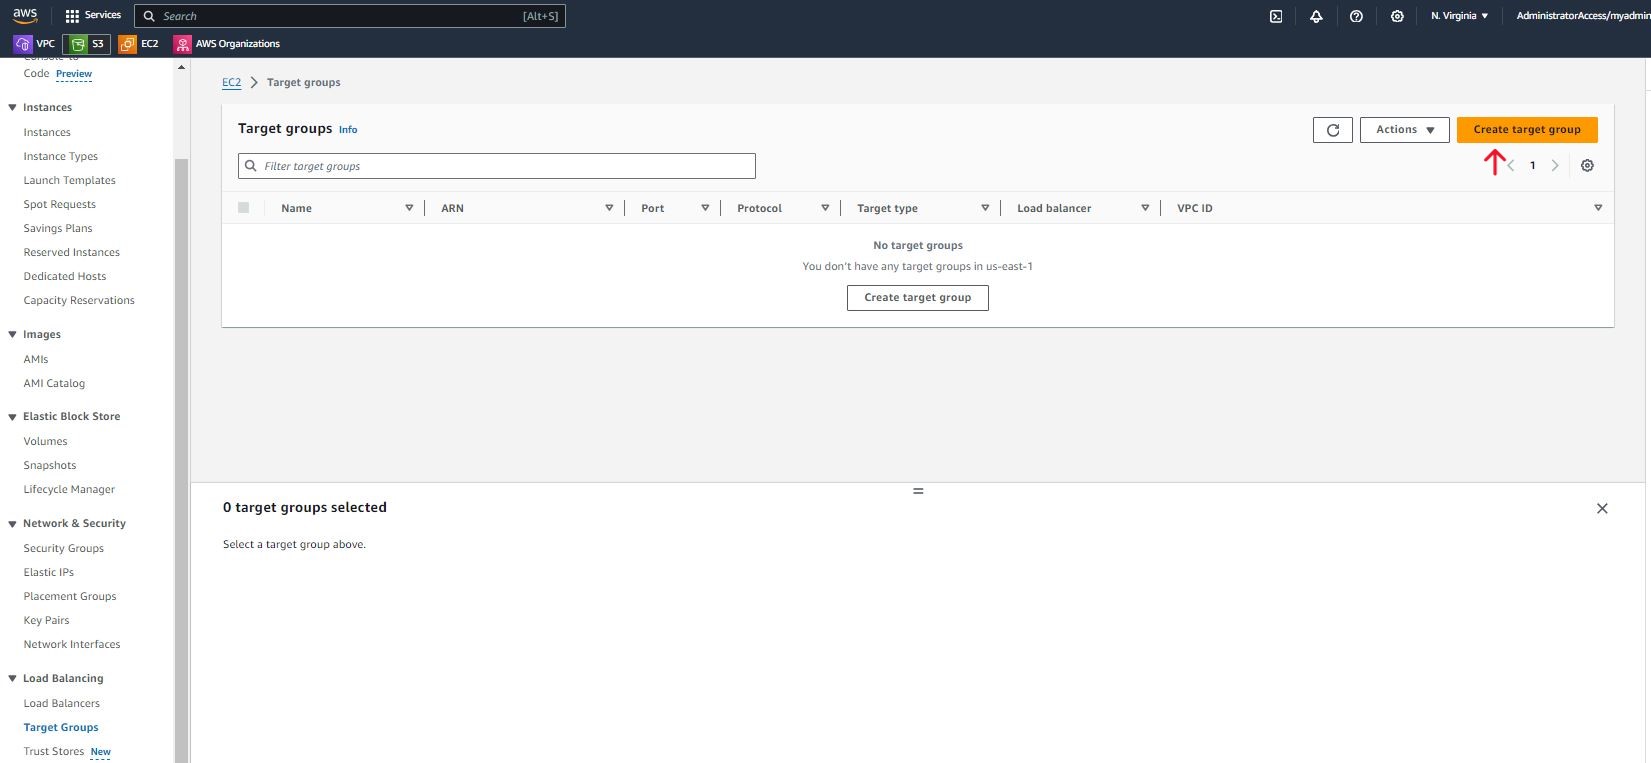 aws
Services
Search
[Alt+S]
N. Virginia
AdministratorAccess/myadmin
VPC
S3
EC2
AWS Organizations
Console-to-
Code Preview
Instances
Instances
Instance Types
Launch Templates
Spot Requests
Savings Plans
Reserved Instances
Dedicated Hosts
Capacity Reservations
Images
AMIs
AMI Catalog
Elastic Block Store
Volumes
Snapshots
Lifecycle Manager
Network & Security
Security Groups
Elastic IPs
Placement Groups
Key Pairs
Network Interfaces
Load Balancing
Load Balancers
Target Groups
Trust Stores New
EC2 > Target groups
Target groups Info
Actions
Create target group
Filter target groups
1
Name ARN Port Protocol Target type Load balancer VPC ID
No target groups
You don't have any target groups in us-east-1
Create target group
0 target groups selected
Select a target group above.